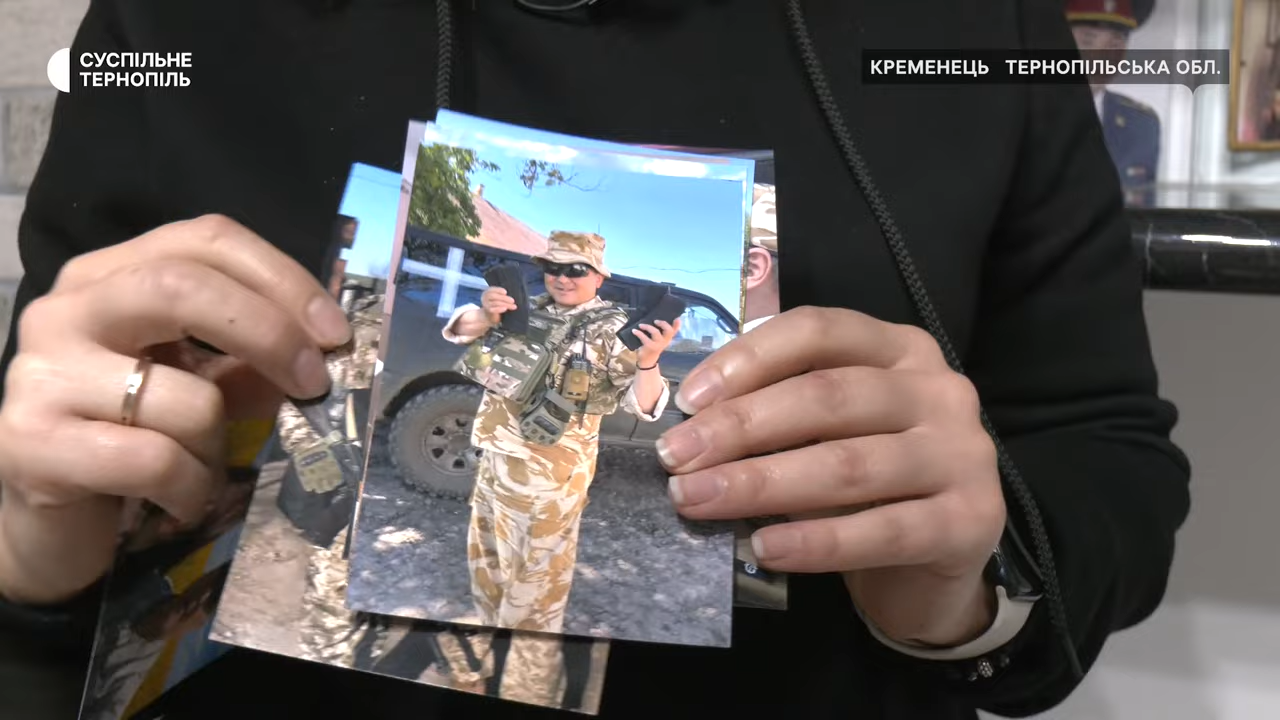 СУСПІЛЬНЕ
ТЕРНОПІЛЬ
КРЕМЕНЕЦЬ ТЕРНОПІЛЬСЬКА ОБЛ.